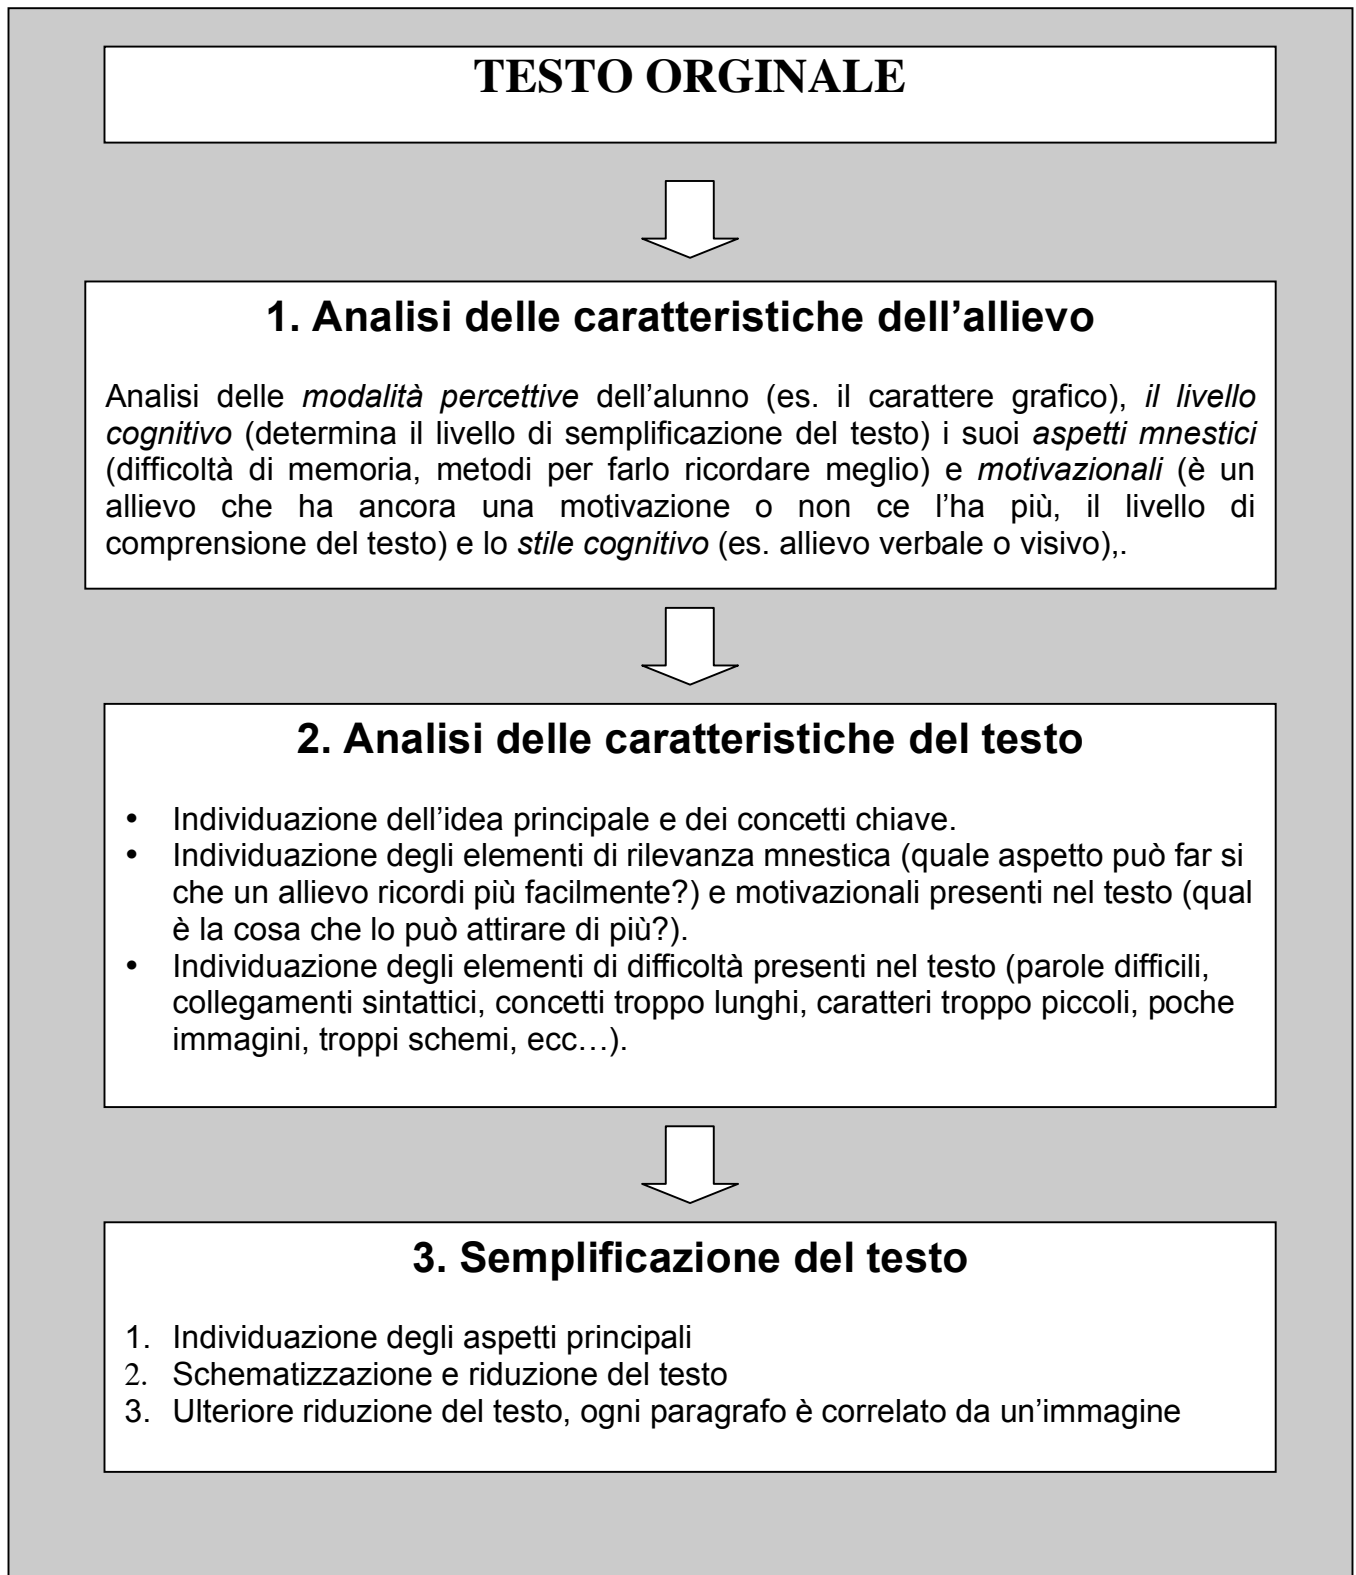 TESTO ORGINALE
1. Analisi delle caratteristiche dell’allievo
Analisi delle modalità percettive dell’alunno (es. il carattere grafico), il livello
cognitivo (determina il livello di semplificazione del testo) i suoi aspetti mnestici
(difficoltà di memoria, metodi per farlo ricordare meglio) e motivazionali (è un
allievo che ha ancora una motivazione o non ce l’ha più, il livello di
comprensione del testo) e lo stile cognitivo (es. allievo verbale o visivo),.
2. Analisi delle caratteristiche del testo
• Individuazione dell’idea principale e dei concetti chiave.
• Individuazione degli elementi di rilevanza mnestica (quale aspetto può far si
che un allievo ricordi più facilmente?) e motivazionali presenti nel testo (qual
è la cosa che lo può attirare di più?).
• Individuazione degli elementi di difficoltà presenti nel testo (parole difficili,
collegamenti sintattici, concetti troppo lunghi, caratteri troppo piccoli, poche
immagini, troppi schemi, ecc…).
3. Semplificazione del testo
1. Individuazione degli aspetti principali
2. Schematizzazione e riduzione del testo
3. Ulteriore riduzione del testo, ogni paragrafo è correlato da un’immagine